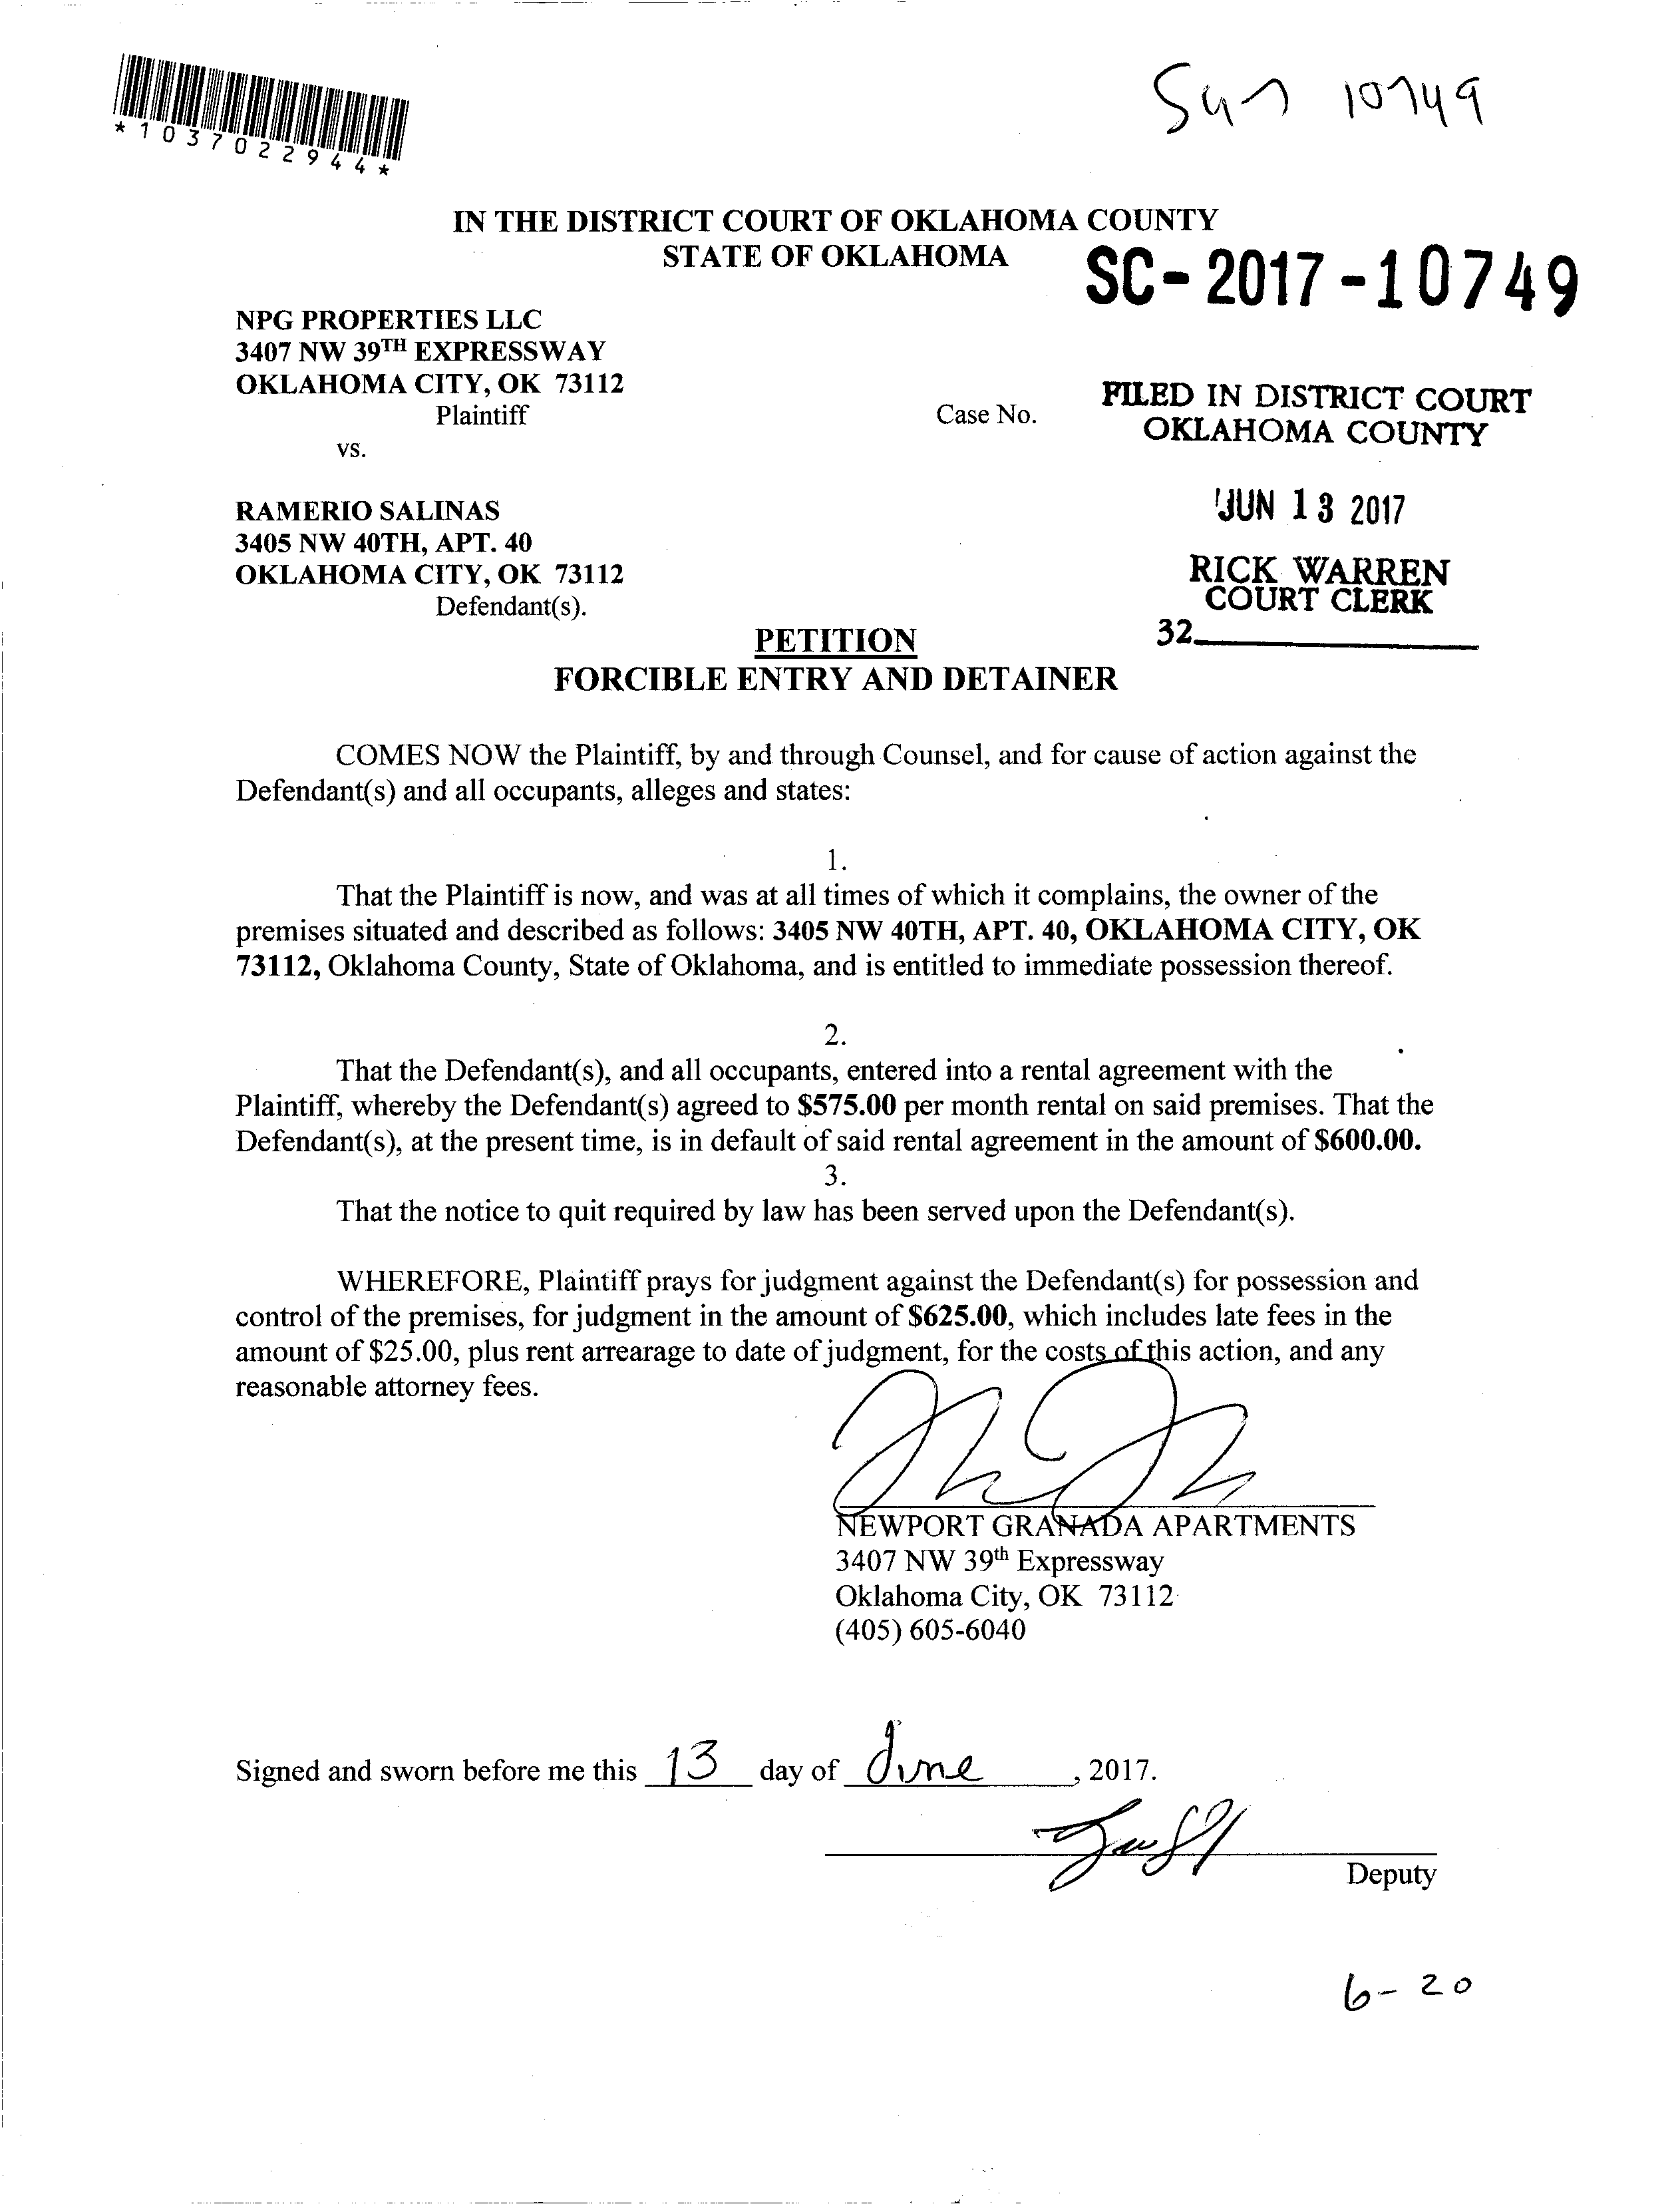 *1037022944*
10749
IN THE DISTRICT COURT OF OKLAHOMA COUNTY
STATE OF OKLAHOMA
SC-2017-10749
NPG PROPERTIES LLC
3407 NW 39TH EXPRESSWAY
OKLAHOMA CITY, OK 73112
Plaintiff
Case No.
FILED IN DISTRICT COURT
OKLAHOMA COUNTY
vs.
JUN 13 2017
RAMERIO SALINAS
3405 NW 40TH, APT. 40
OKLAHOMA CITY, OK 73112
Defendant(s).
RICK WARREN
COURT CLERK
32
PETITION
FORCIBLE ENTRY AND DETAINER
COMES NOW the Plaintiff, by and through Counsel, and for cause of action against the
Defendant(s) and all occupants, alleges and states:
1.
That the Plaintiff is now, and was at all times of which it complains, the owner of the
premises situated and described as follows: 3405 NW 40TH, APT. 40, OKLAHOMA CITY, OK
73112, Oklahoma County, State of Oklahoma, and is entitled to immediate possession thereof.
2.
That the Defendant(s), and all occupants, entered into a rental agreement with the
Plaintiff, whereby the Defendant(s) agreed to $575.00 per month rental on said premises. That the
Defendant(s), at the present time, is in default of said rental agreement in the amount of $600.00.
3.
That the notice to quit required by law has been served upon the Defendant(s).
WHEREFORE, Plaintiff prays for judgment against the Defendant(s) for possession and
control of the premises, for judgment in the amount of $625.00, which includes late fees in the
amount of $25.00, plus rent arrearage to date of judgment, for the costs of this action, and any
reasonable attorney fees.
NEWPORT GRANADA APARTMENTS
3407 NW 39th Expressway
Oklahoma City, OK 73112
(405) 605-6040
Signed and sworn before me this 13 day of June, 2017.
Deputy
6-20